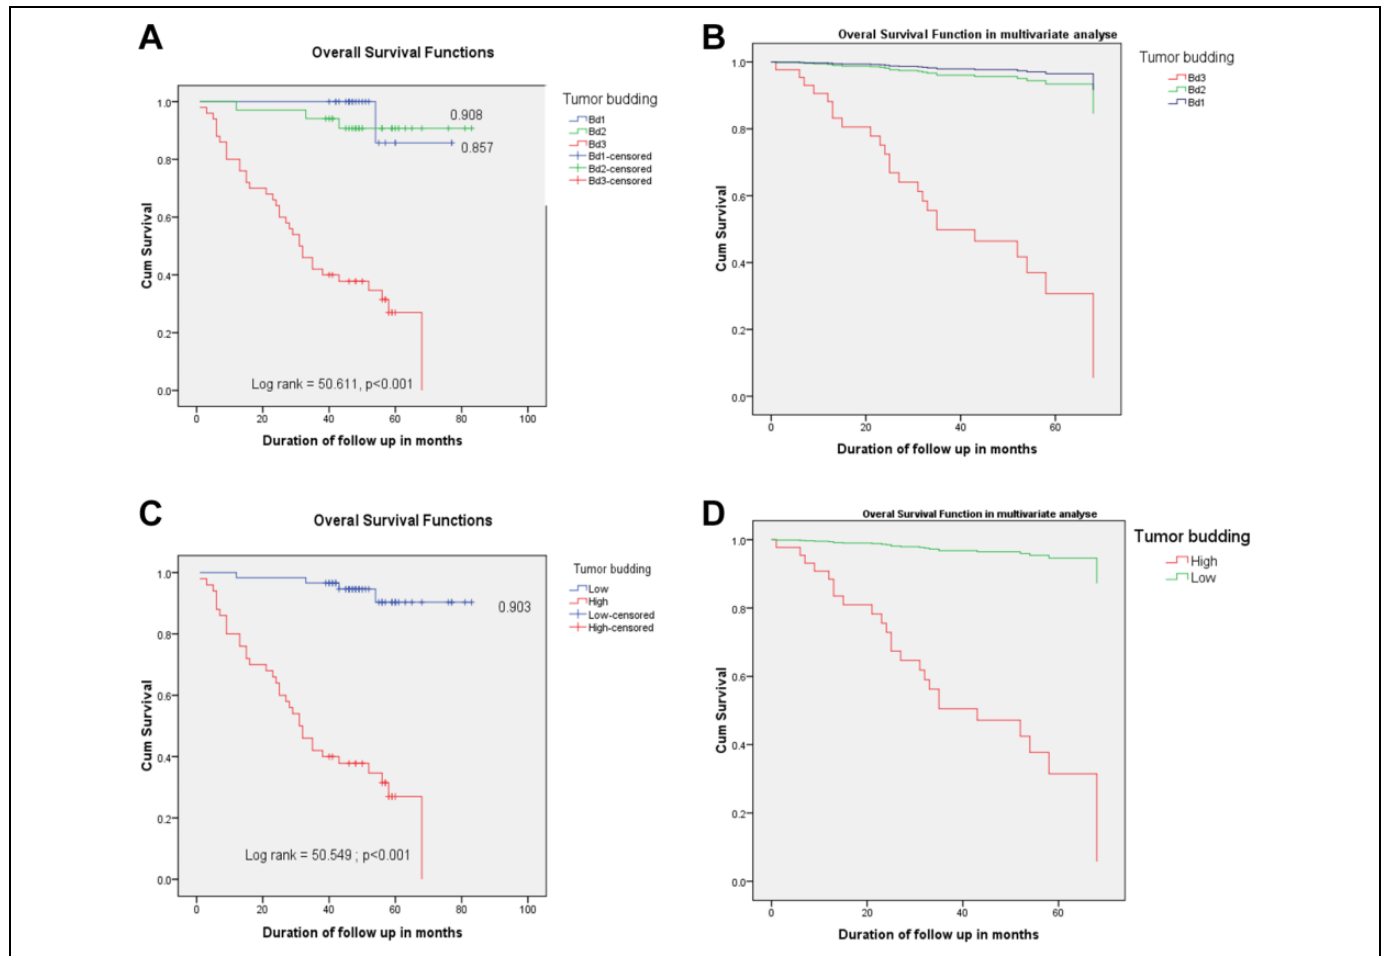 A
Overall Survival Functions
Cum Survival
1.0
0.8
0.6
0.4
0.2
0.0
0.908
0.857
Log rank = 50.611, p<0.001
0 20 40 60 80 100
Duration of follow up in months
Tumor budding
Bd1
Bd2
Bd3
Bd1-censored
Bd2-censored
Bd3-censored
B
Overal Survival Function in multivariate analyse
Cum Survival
1.0
0.8
0.6
0.4
0.2
0.0
0 20 40 60
Duration of follow up in months
Tumor budding
Bd3
Bd2
Bd1
C
Overal Survival Functions
Cum Survival
1.0
0.8
0.6
0.4
0.2
0.0
0.903
Log rank = 50.549 ; p<0.001
0 20 40 60 80 100
Duration of follow up in months
Tumor budding
Low
High
Low-censored
High-censored
D
Overal Survival Function in multivariate analyse
Cum Survival
1.0
0.8
0.6
0.4
0.2
0.0
0 20 40 60
Duration of follow up in months
Tumor budding
High
Low